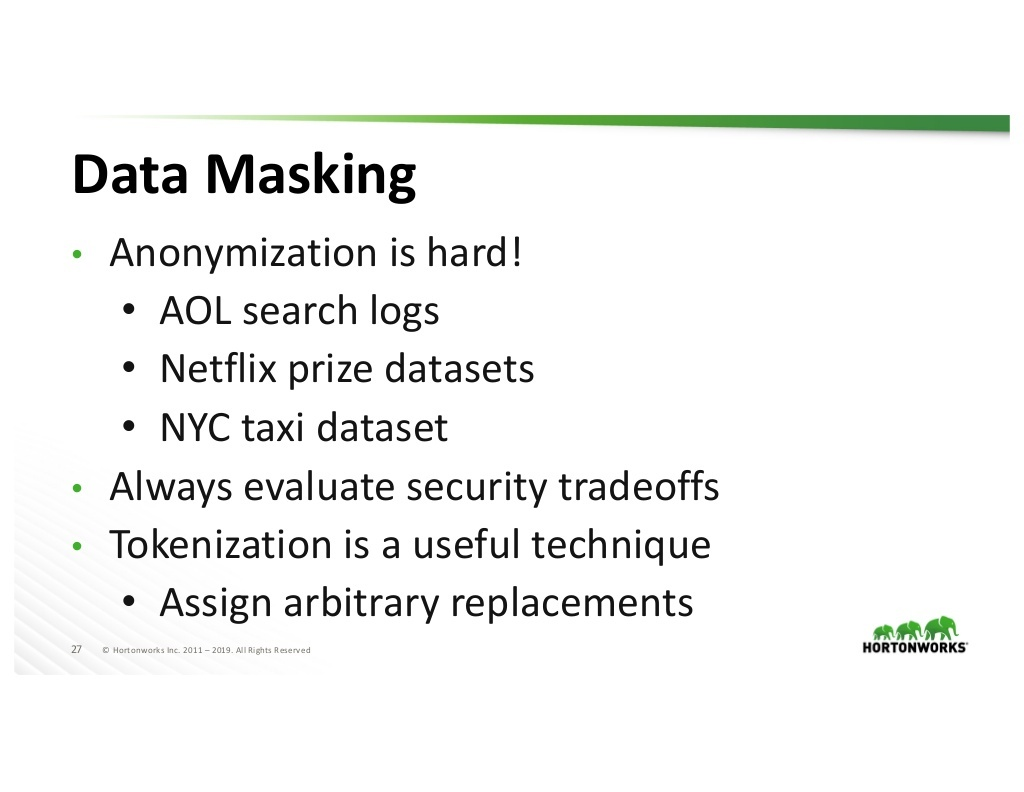 Data Masking
• Anonymization is hard!
• AOL search logs
• Netflix prize datasets
• NYC taxi dataset
• Always evaluate security tradeoffs
• Tokenization is a useful technique
• Assign arbitrary replacements
27 © Hortonworks Inc. 2011 – 2019. All Rights Reserved
HORTONWORKS